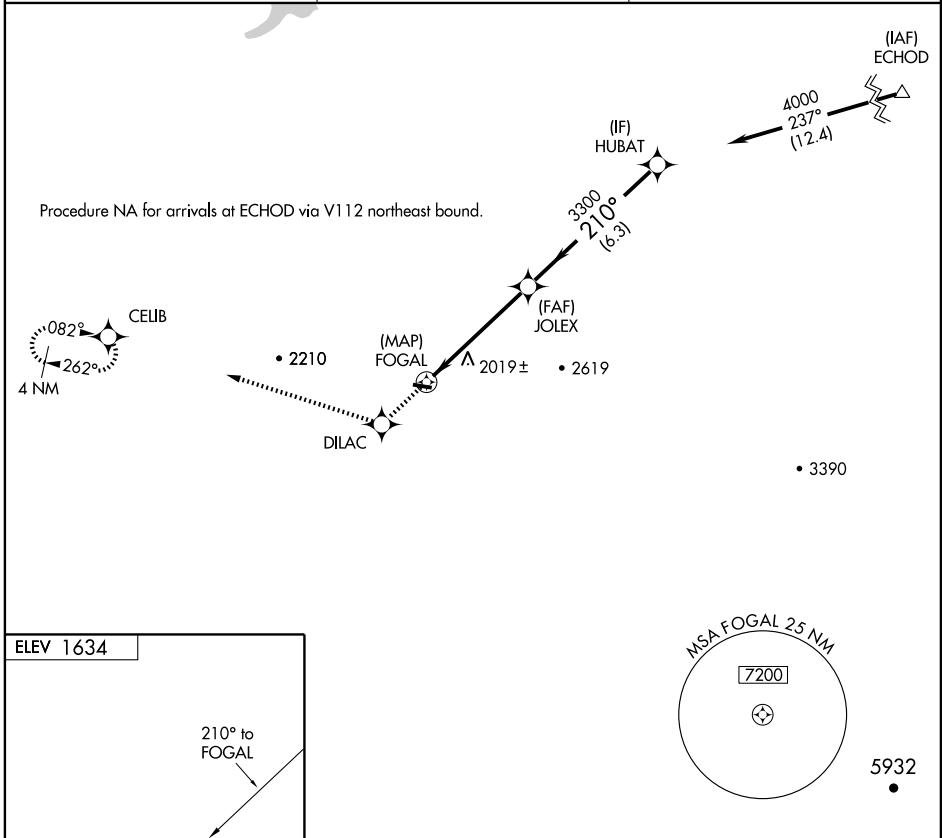 (IAF)
ECHOD
4000
237°
(12.4)
(IF)
HUBAT
3300
210°
(6.3)
Procedure NA for arrivals at ECHOD via V112 northeast bound.
(FAF)
JOLEX
CELIB
082°
262°
4 NM
(MAP)
FOGAL
2210
2019±
2619
DILAC
3390
ELEV 1634
MSA FOGAL 25 NM
7200
210° to
FOGAL
5932